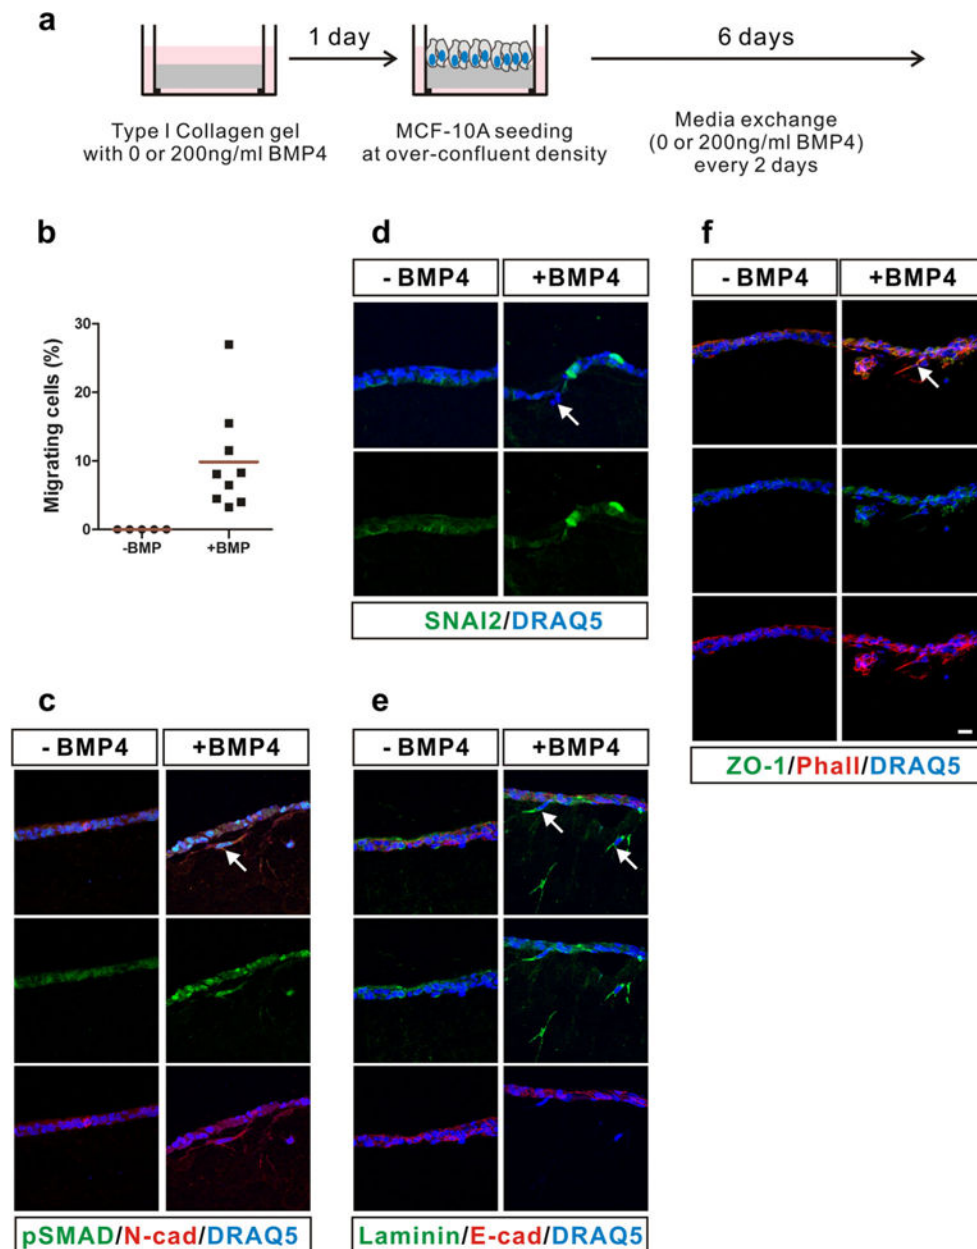 a
1 day
6 days
Type I Collagen gel
with 0 or 200ng/ml BMP4
MCF-10A seeding
at over-confluent density
Media exchange
(0 or 200ng/ml BMP4)
every 2 days
b
Migrating cells (%)
30
20
10
0
-BMP
+BMP
d
- BMP4
+BMP4
SNAI2/DRAQ5
f
- BMP4
+BMP4
ZO-1/Phall/DRAQ5
c
- BMP4
+BMP4
pSMAD/N-cad/DRAQ5
e
- BMP4
+BMP4
Laminin/E-cad/DRAQ5